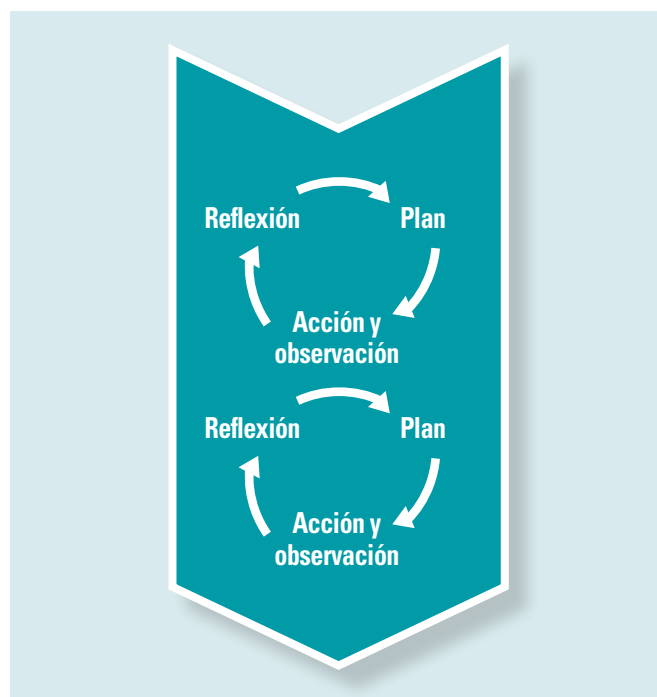 Reflexión Plan
Acción y
observación
Reflexión Plan
Acción y
observación